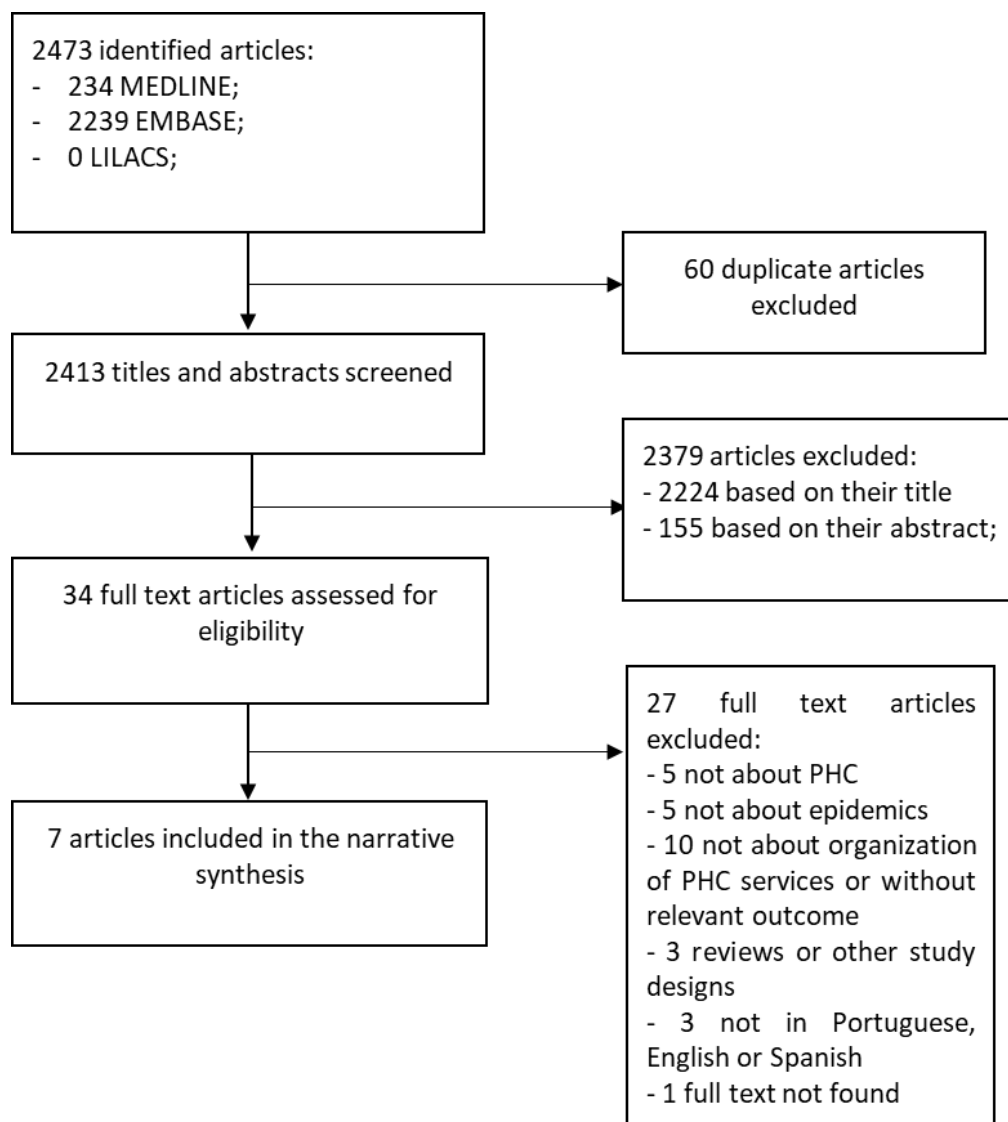 2473 identified articles:
- 234 MEDLINE;
- 2239 EMBASE;
- 0 LILACS;
60 duplicate articles
excluded
2413 titles and abstracts screened
2379 articles excluded:
- 2224 based on their title
- 155 based on their abstract;
34 full text articles assessed for
eligibility
27 full text articles
excluded:
- 5 not about PHC
- 5 not about epidemics
- 10 not about organization
of PHC services or without
relevant outcome
- 3 reviews or other study
designs
- 3 not in Portuguese,
English or Spanish
- 1 full text not found
7 articles included in the narrative
synthesis